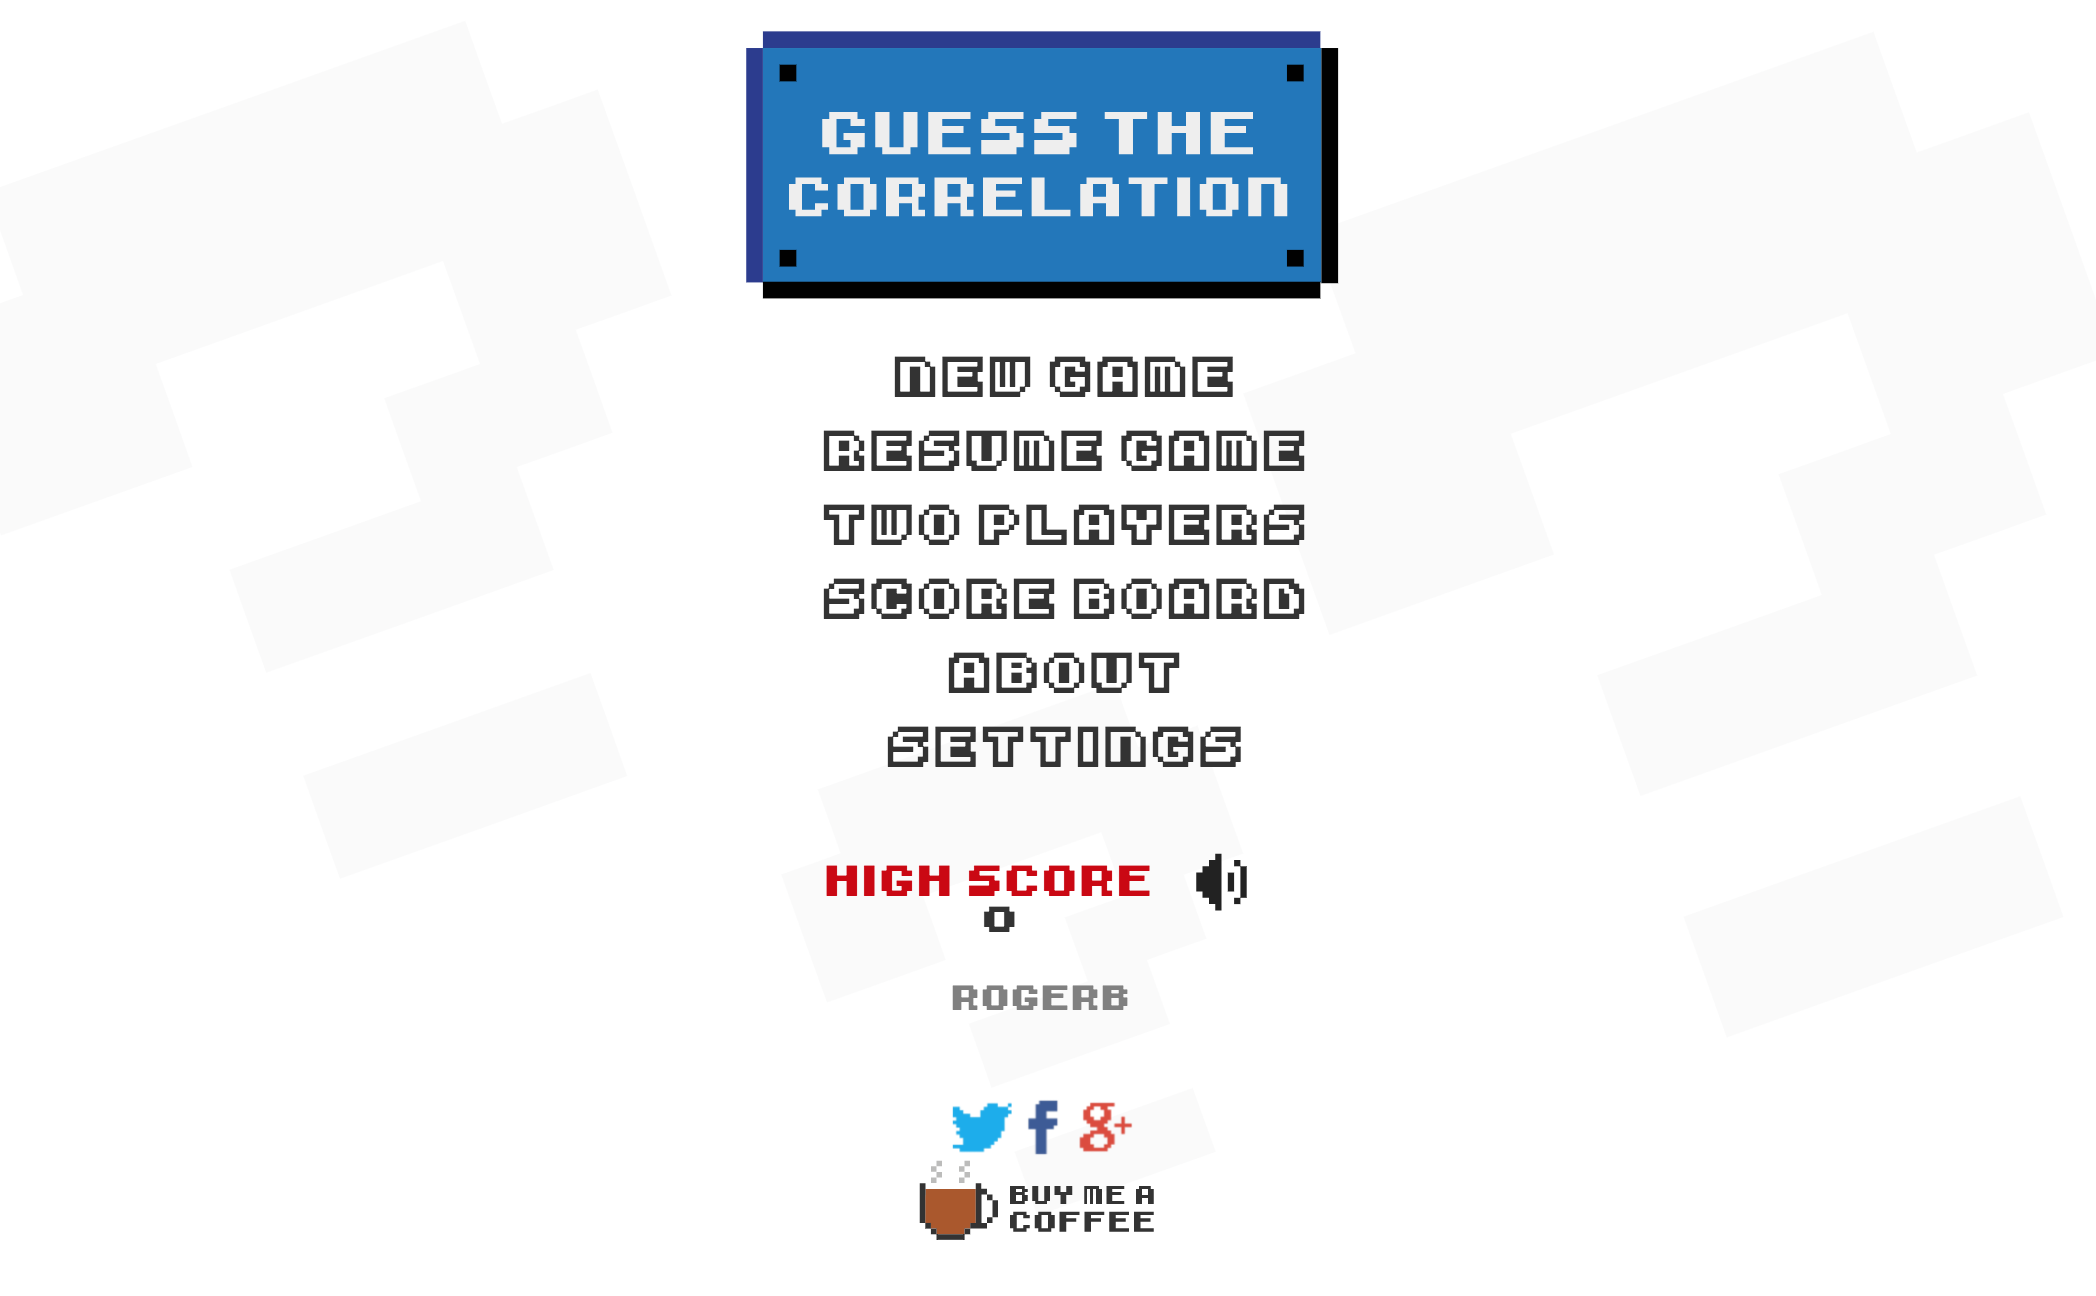 GUESS THE
CORRELATION
NEW GAME
RESUME GAME
TWO PLAYERS
SCORE BOARD
ABOUT
SETTINGS
HIGH SCORE
0
ROGERB
f g+
BUY ME A
COFFEE